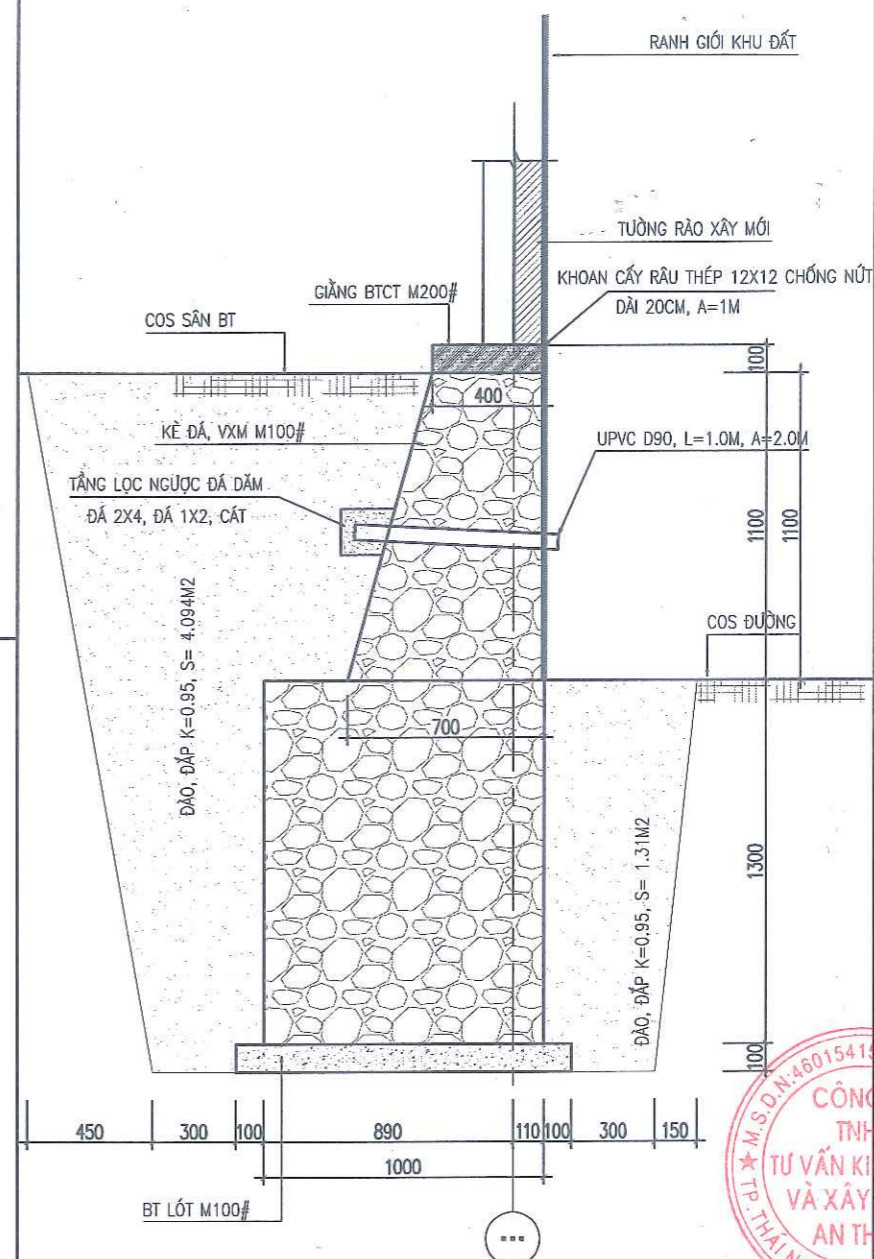 RANH GIỚI KHU ĐẤT
TƯỜNG RÀO XÂY MỚI
KHOAN CẤY RÂU THÉP 12X12 CHỐNG NỨT
DÀI 20CM, A=1M
GIẰNG BTCT M200#
COS SÂN BT
100
400
KÈ ĐÁ, VXM M100#
UPVC D90, L=1.0M, A=2.0M
TẦNG LỌC NGƯỢC ĐÁ DĂM
ĐÁ 2X4, ĐÁ 1X2, CÁT
1100
1100
ĐÀO, ĐẮP K=0.95, S= 4.094M2
COS ĐƯỜNG
700
ĐÀO, ĐẮP K=0.95, S= 1.31M2
1300
100
450
300
100
890
110
100
300
150
1000
BT LÓT M100#
M.S.D.N:46015415
CÔNG
TNH
TƯ VẤN KI
VÀ XÂY
AN TH
★ TP. THÁI N